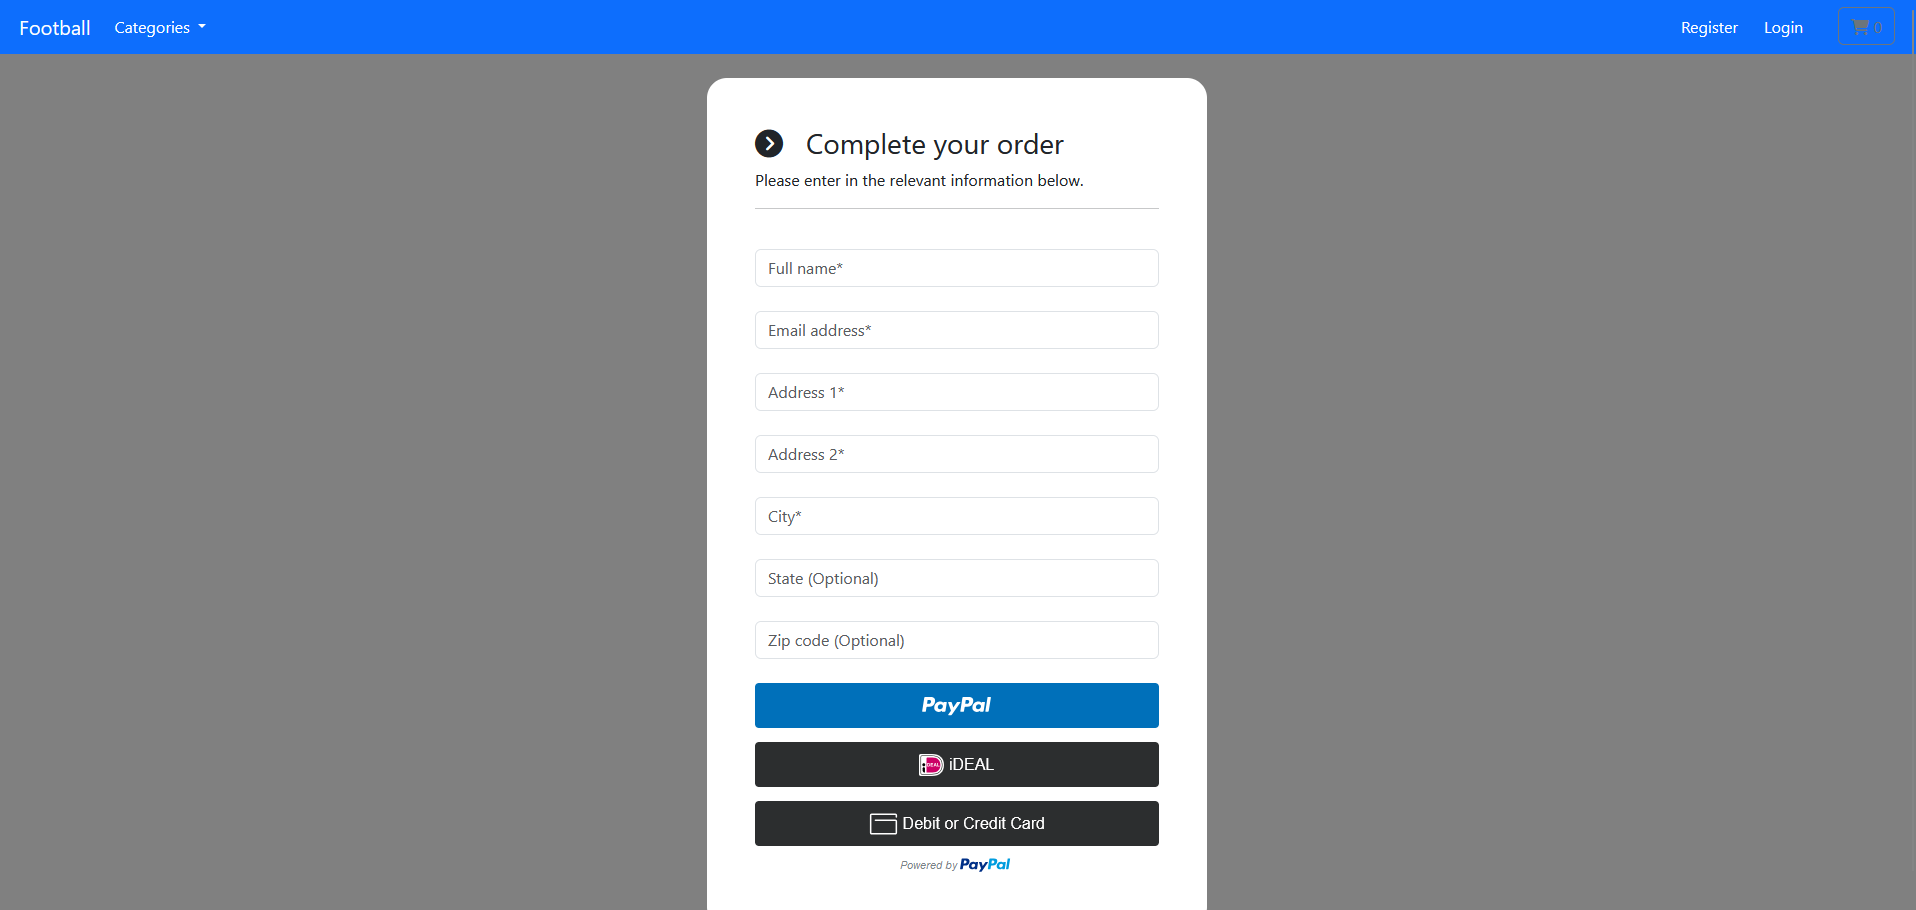 Football Categories Register Login 0
Complete your order
Please enter in the relevant information below.
Full name*
Email address*
Address 1*
Address 2*
City*
State (Optional)
Zip code (Optional)
PayPal
iDEAL iDEAL
Debit or Credit Card
Powered by PayPal